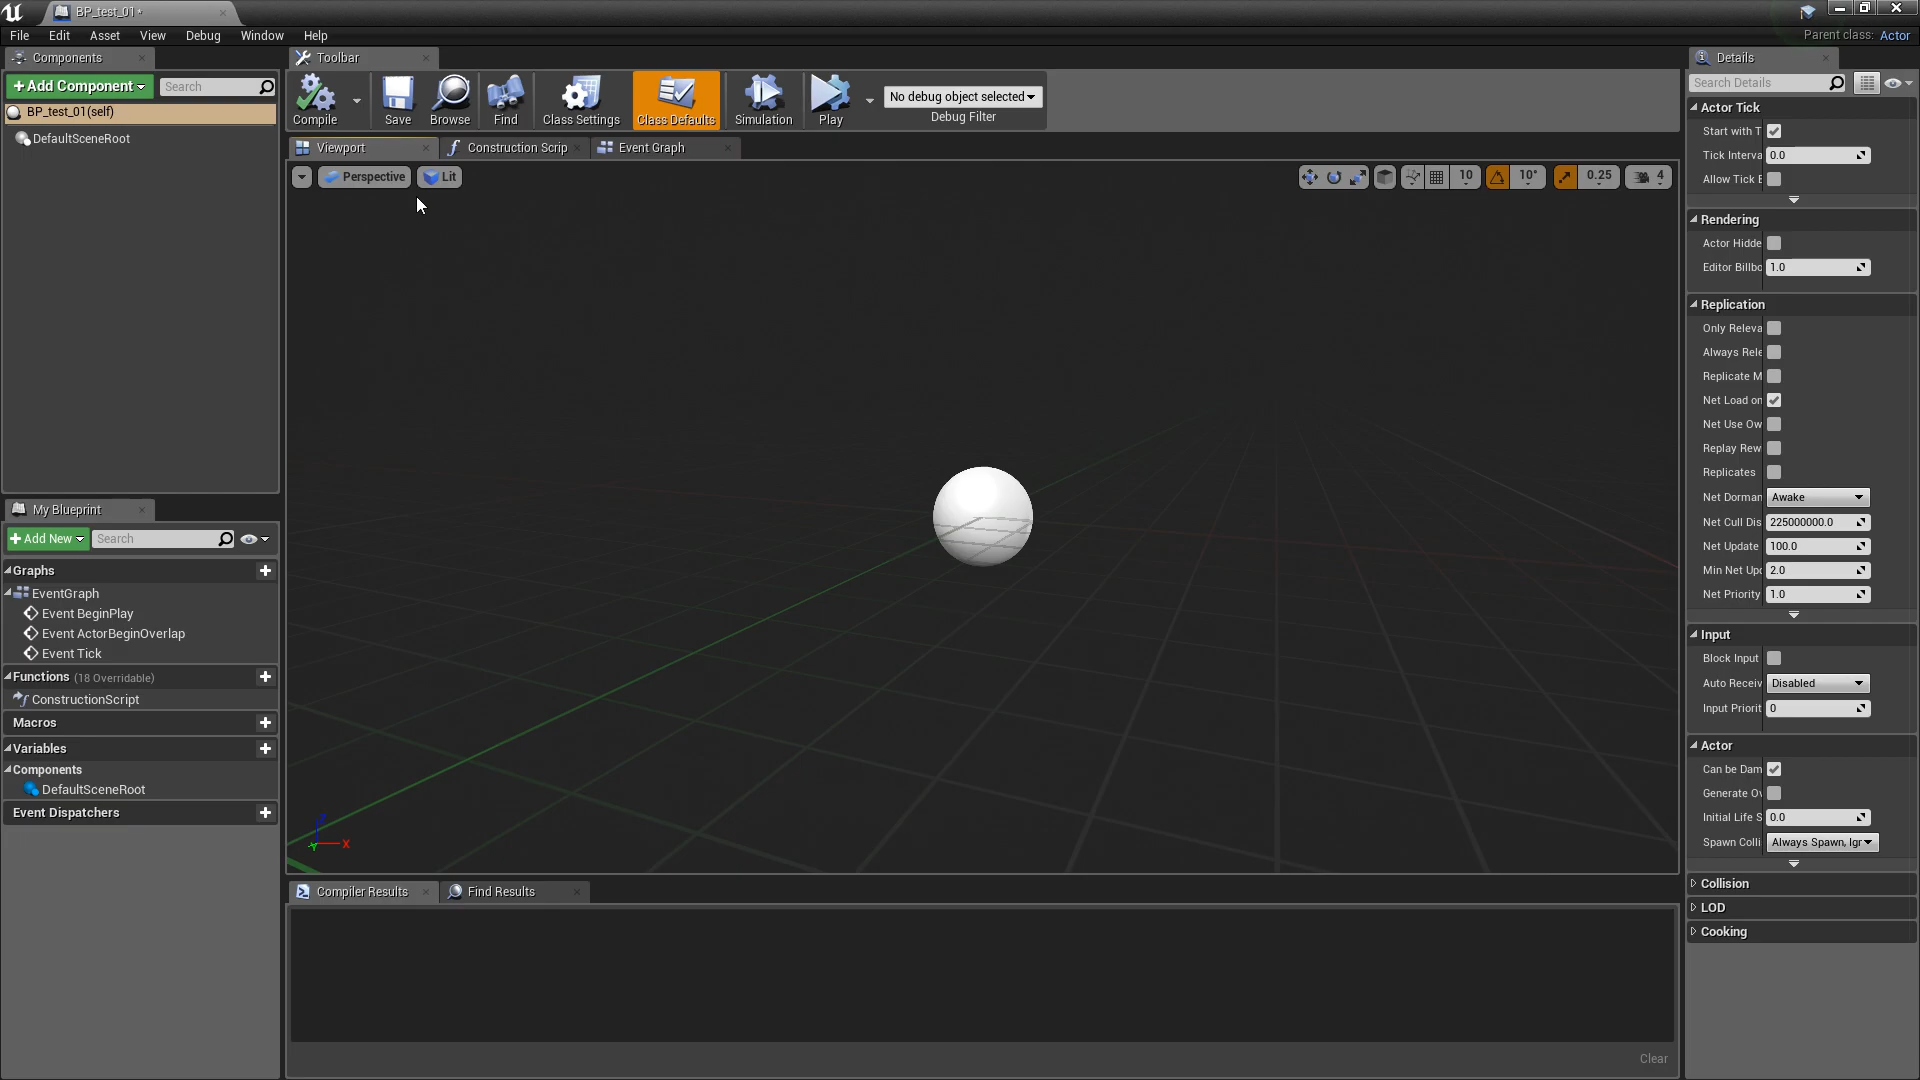 BP_test_01*
File Edit Asset View Debug Window Help
Parent class: Actor
Components
+Add Component
Search
BP_test_01(self)
DefaultSceneRoot
My Blueprint
+Add New
Search
Graphs
EventGraph
Event BeginPlay
Event ActorBeginOverlap
Event Tick
Functions (18 Overridable)
ConstructionScript
Macros
Variables
Components
DefaultSceneRoot
Event Dispatchers
Toolbar
Compile Save Browse Find Class Settings Class Defaults Simulation Play
No debug object selected
Debug Filter
Viewport Construction Scrip Event Graph
Perspective Lit
10 10° 0.25 4
Z
X
Y
Compiler Results Find Results
Clear
Details
Search Details
Actor Tick
Start with T
Tick Interva 0.0
Allow Tick E
Rendering
Actor Hidde
Editor Billbo 1.0
Replication
Only Releva
Always Rele
Replicate M
Net Load on
Net Use Ow
Replay Rew
Replicates
Net Dorman Awake
Net Cull Dis 225000000.0
Net Update 100.0
Min Net Upd 2.0
Net Priority 1.0
Input
Block Input
Auto Receiv Disabled
Input Priorit 0
Actor
Can be Dam
Generate Ov
Initial Life S 0.0
Spawn Colli Always Spawn, Igr
Collision
LOD
Cooking